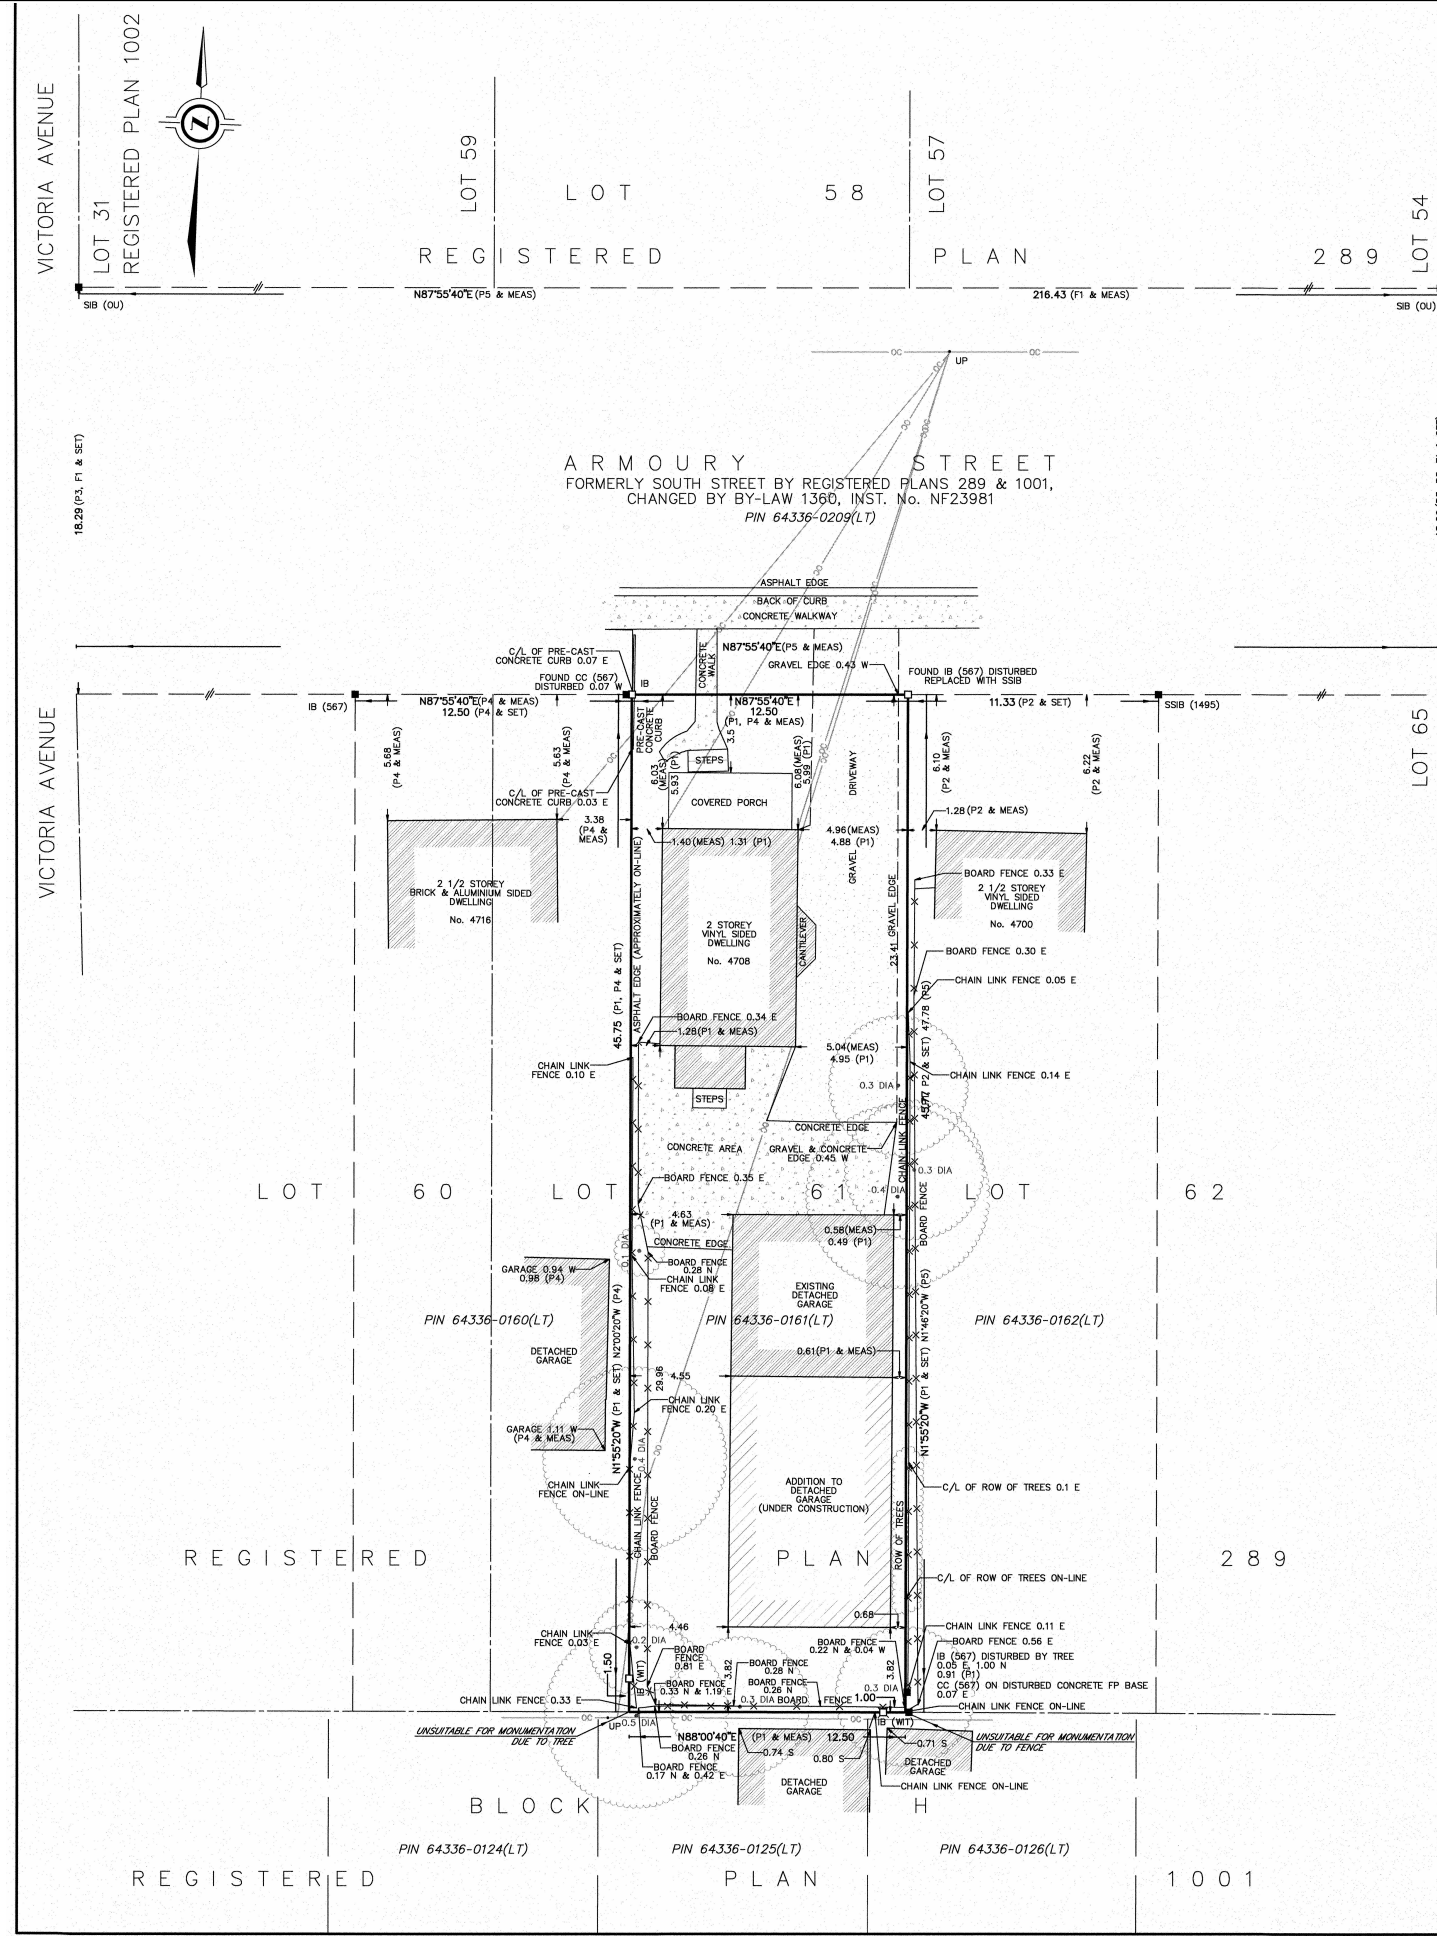 VICTORIA AVENUE
LOT 31
REGISTERED PLAN 1002
N
LOT 59
LOT 58
LOT 57
LOT 54
REGISTERED PLAN 289
SIB (OU)
N87°55'40"E (P5 & MEAS)
216.43 (F1 & MEAS)
SIB (OU)
OC
OC
UP
18.29 (P3, F1 & SET)
ARMOURY STREET
FORMERLY SOUTH STREET BY REGISTERED PLANS 289 & 1001,
CHANGED BY BY-LAW 1360, INST. No. NF23981
PIN 64336-0209(LT)
ASPHALT EDGE
BACK OF CURB
CONCRETE WALKWAY
C/L OF PRE-CAST
CONCRETE CURB 0.07 E
CONCRETE
WALK
N87°55'40"E (P5 & MEAS)
GRAVEL EDGE 0.43 W
FOUND IB (567) DISTURBED
REPLACED WITH SSIB
FOUND CC (567)
DISTURBED 0.07 W
IB
IB (567)
N87°55'40"E (P4 & MEAS)
12.50 (P4 & SET)
N87°55'40"E
12.50
(P1, P4 & MEAS)
11.33 (P2 & SET)
SSIB (1495)
VICTORIA AVENUE
LOT 65
5.68
(P4 & MEAS)
5.63
(P4 & MEAS)
PRE-CAST
CONCRETE
CURB
6.03
(MEAS)
5.93 (P1)
3.5
STEPS
6.08(MEAS)
5.99 (P1)
DRIVEWAY
6.10
(P2 & MEAS)
6.22
(P2 & MEAS)
C/L OF PRE-CAST
CONCRETE CURB 0.03 E
COVERED PORCH
3.38
(P4 &
MEAS)
1.40(MEAS) 1.31 (P1)
4.96(MEAS)
4.88 (P1)
1.28(P2 & MEAS)
GRAVEL
2 1/2 STOREY
BRICK & ALUMINIUM SIDED
DWELLING
No. 4716
2 STOREY
VINYL SIDED
DWELLING
No. 4708
CANTILEVER
BOARD FENCE 0.33 E
2 1/2 STOREY
VINYL SIDED
DWELLING
No. 4700
ASPHALT EDGE (APPROXIMATELY ON-LINE)
45.75 (P1, P4 & SET)
23.41 GRAVEL EDGE
BOARD FENCE 0.30 E
CHAIN LINK FENCE 0.05 E
BOARD FENCE 0.34 E
1.28(P1 & MEAS)
5.04(MEAS)
4.95 (P1)
47.78 (P5)
CHAIN LINK
FENCE 0.10 E
0.3 DIA
CHAIN LINK FENCE 0.14 E
STEPS
CONCRETE EDGE
CONCRETE AREA
GRAVEL & CONCRETE
EDGE 0.45 W
CHAIN LINK FENCE
0.3 DIA
BOARD FENCE 0.35 E
0.4 DIA
LOT 60
LOT 61
LOT 62
4.63
(P1 & MEAS)
0.58(MEAS)
0.49 (P1)
BOARD FENCE
CONCRETE EDGE
0.1 DIA
BOARD FENCE
0.28 N
CHAIN LINK
FENCE 0.08 E
GARAGE 0.94 W
0.98 (P4)
EXISTING
DETACHED
GARAGE
PIN 64336-0160(LT)
PIN 64336-0161(LT)
PIN 64336-0162(LT)
DETACHED
GARAGE
0.61(P1 & MEAS)
N1°55'20"W (P1 & SET) N2°00'20"W (P4)
N1°55'20"W (P1 & SET) N1°46'20"W (P5)
4.55
29.96
CHAIN LINK
FENCE 0.20 E
GARAGE 1.11 W
(P4 & MEAS)
0.4 DIA
CHAIN LINK
FENCE ON-LINE
ADDITION TO
DETACHED
GARAGE
(UNDER CONSTRUCTION)
C/L OF ROW OF TREES 0.1 E
CHAIN LINK FENCE
BOARD FENCE
ROW OF TREES
REGISTERED PLAN 289
C/L OF ROW OF TREES ON-LINE
0.68
4.46
CHAIN LINK
FENCE 0.03 E
0.2 DIA
BOARD
FENCE
0.81 E
BOARD FENCE
0.22 N & 0.04 W
CHAIN LINK FENCE 0.11 E
BOARD FENCE 0.56 E
IB (567) DISTURBED BY TREE
0.05 E, 1.00 N
0.91 (P1)
CC (567) ON DISTURBED CONCRETE FP BASE
0.07 E
1.50
IB (WIT)
3.82
BOARD FENCE
0.28 N
3.82
BOARD FENCE
0.33 N & 1.19 E
BOARD FENCE
0.26 N
CHAIN LINK FENCE 0.33 E
0.3 DIA
BOARD FENCE
1.00
0.3 DIA
CHAIN LINK FENCE ON-LINE
OC
UP
0.5 DIA
OC
IB (WIT)
UNSUITABLE FOR MONUMENTATION
DUE TO TREE
N88°00'40"E (P1 & MEAS) 12.50
UNSUITABLE FOR MONUMENTATION
DUE TO FENCE
BOARD FENCE
0.26 N
0.74 S
0.80 S
0.71 S
BOARD FENCE
0.17 N & 0.42 E
DETACHED
GARAGE
DETACHED
GARAGE
CHAIN LINK FENCE ON-LINE
BLOCK H
PIN 64336-0124(LT)
PIN 64336-0125(LT)
PIN 64336-0126(LT)
REGISTERED PLAN 1001